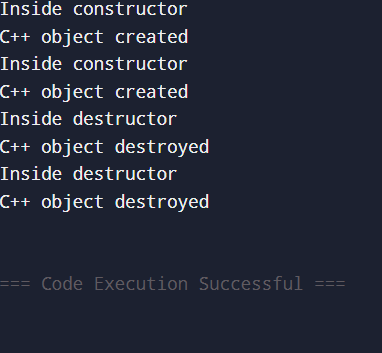 Inside constructor
C++ object created
Inside constructor
C++ object created
Inside destructor
C++ object destroyed
Inside destructor
C++ object destroyed
=== Code Execution Successful ===